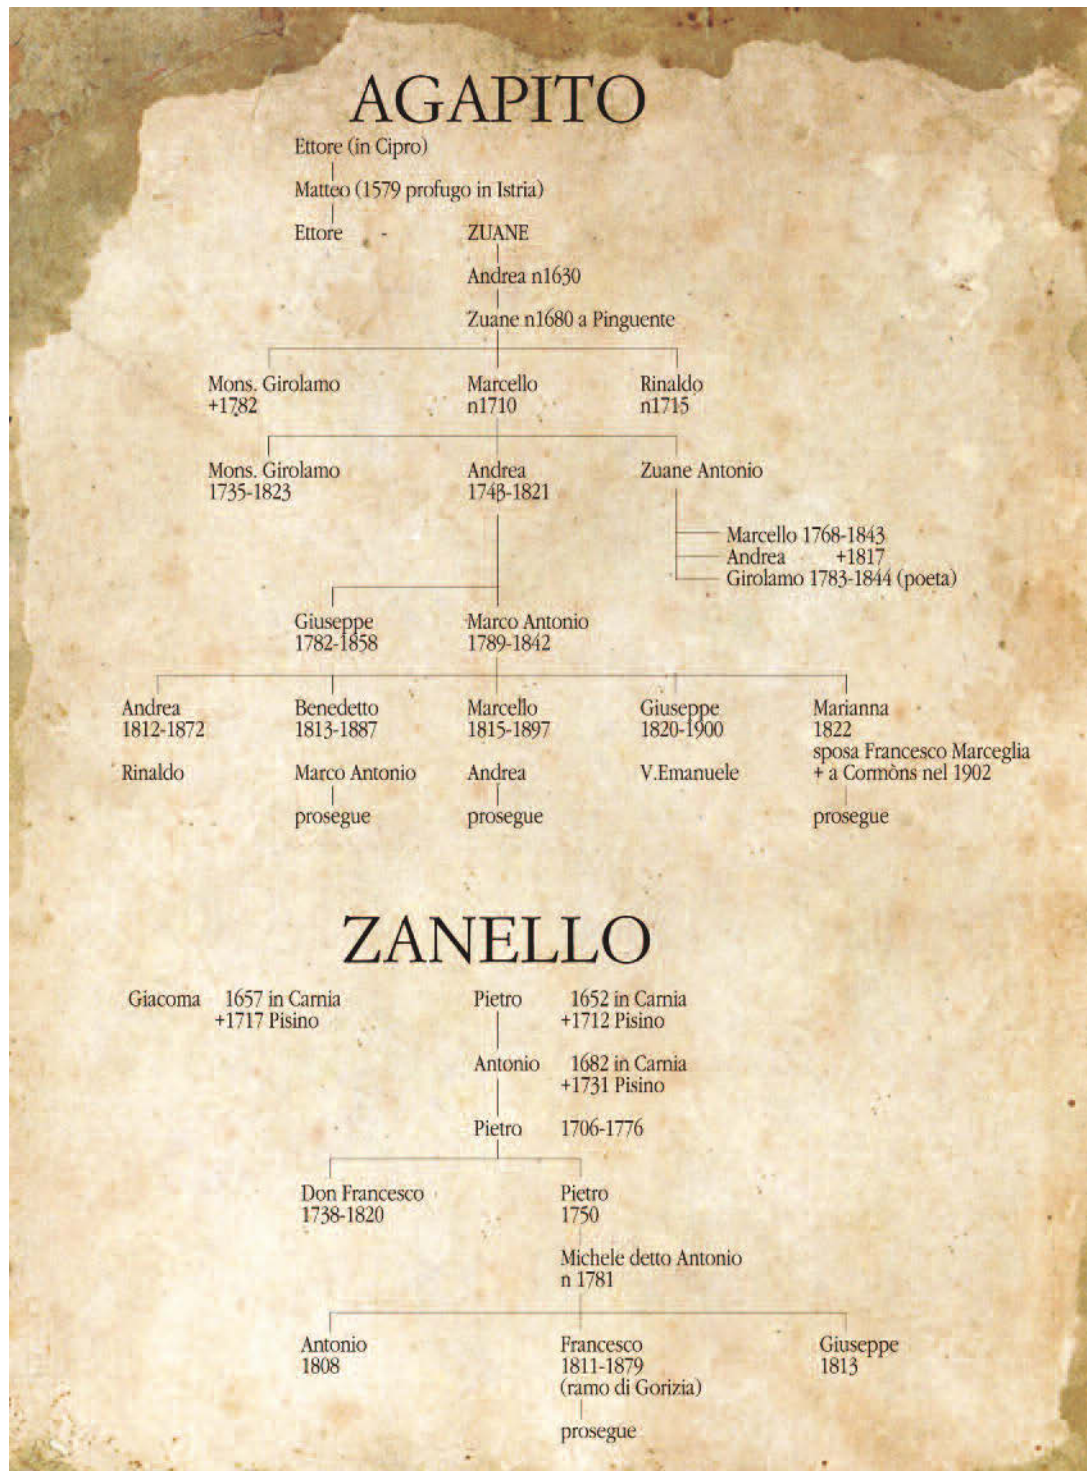 AGAPITO
Ettore (in Cipro)
Matteo (1579 profugo in Istria)
Ettore - ZUANE
Andrea n1630
Zuane n1680 a Pinguente
Mons. Girolamo Marcello Rinaldo
+1782 n1710 n1715
Mons. Girolamo Andrea Zuane Antonio
1735-1823 1743-1821
Marcello 1768-1843
Andrea +1817
Girolamo 1783-1844 (poeta)
Giuseppe Marco Antonio
1782-1858 1789-1842
Andrea Benedetto Marcello Giuseppe Marianna
1812-1872 1813-1887 1815-1897 1820-1900 1822
sposa Francesco Marceglia
Rinaldo Marco Antonio Andrea V.Emanuele + a Cormòns nel 1902
prosegue prosegue prosegue
ZANELLO
Giacoma 1657 in Carnia Pietro 1652 in Carnia
+1717 Pisino +1712 Pisino
Antonio 1682 in Carnia
+1731 Pisino
Pietro 1706-1776
Don Francesco Pietro
1738-1820 1750
Michele detto Antonio
n 1781
Antonio Francesco Giuseppe
1808 1811-1879 1813
(ramo di Gorizia)
prosegue